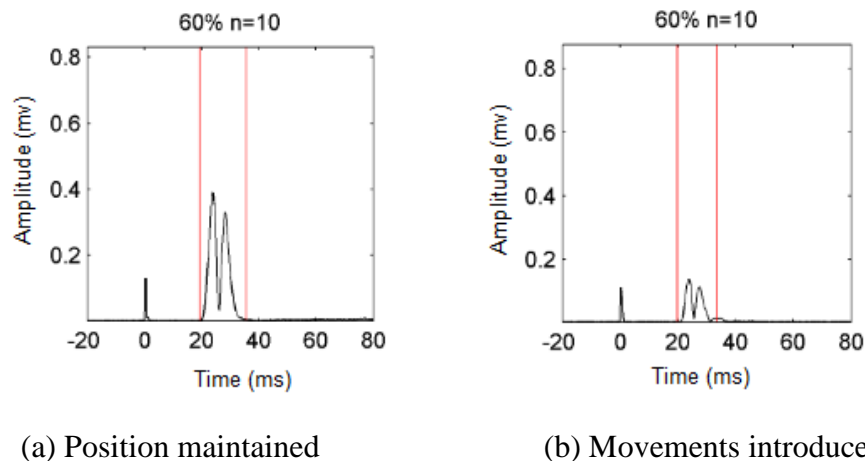 60% n=10
0.8
0.6
0.4
0.2
Amplitude (mv)
-20 0 20 40 60 80
Time (ms)
(a) Position maintained
60% n=10
0.8
0.6
0.4
0.2
Amplitude (mv)
-20 0 20 40 60 80
Time (ms)
(b) Movements introduce